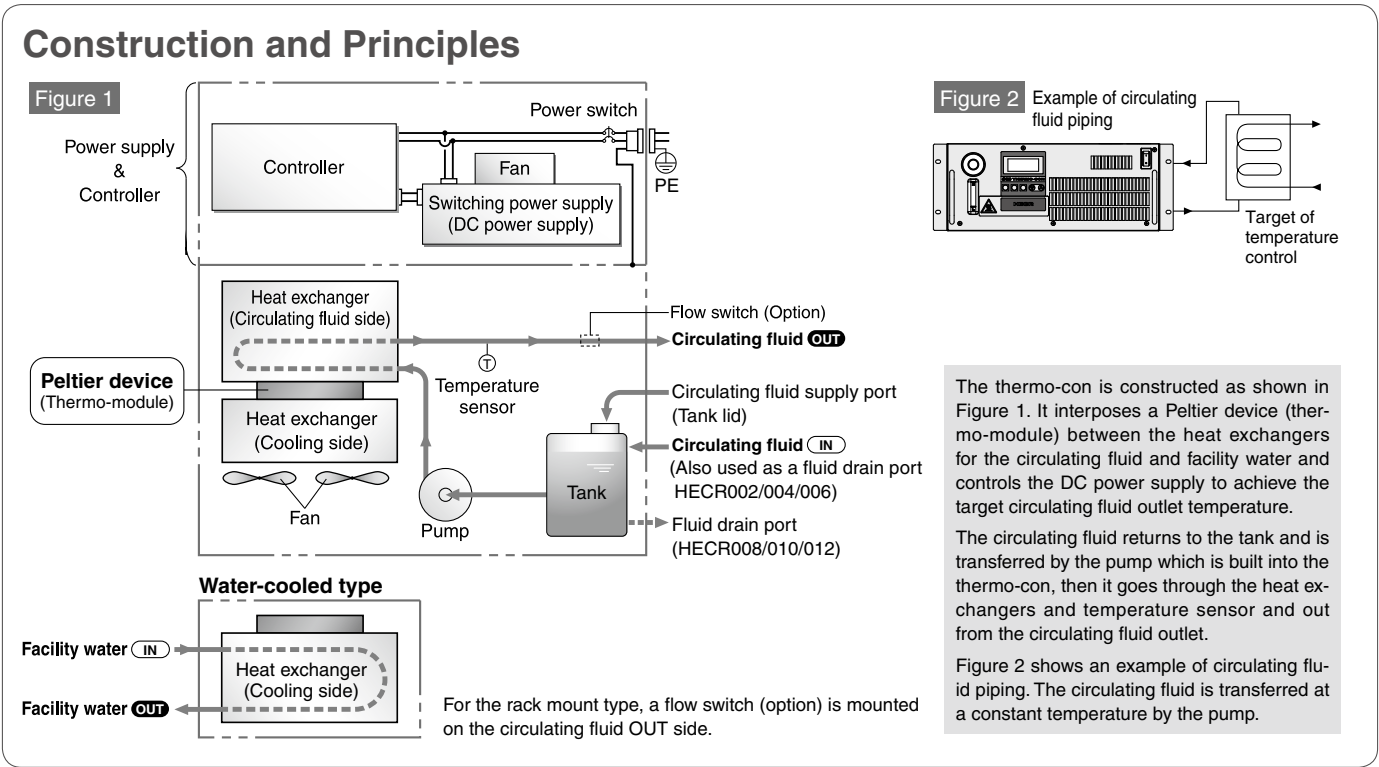 Construction and Principles
Figure 1
Power supply
&
Controller
Controller
Power switch
Fan
Switching power supply
(DC power supply)
PE
Heat exchanger
(Circulating fluid side)
Peltier device
(Thermo-module)
Heat exchanger
(Cooling side)
Fan
T
Temperature
sensor
Pump
Tank
Flow switch (Option)
Circulating fluid OUT
Circulating fluid supply port
(Tank lid)
Circulating fluid IN
(Also used as a fluid drain port
HECR002/004/006)
Fluid drain port
(HECR008/010/012)
Water-cooled type
Facility water IN
Facility water OUT
Heat exchanger
(Cooling side)
For the rack mount type, a flow switch (option) is mounted
on the circulating fluid OUT side.
Figure 2
Example of circulating
fluid piping
Target of
temperature
control
The thermo-con is constructed as shown in
Figure 1. It interposes a Peltier device (ther-
mo-module) between the heat exchangers
for the circulating fluid and facility water and
controls the DC power supply to achieve the
target circulating fluid outlet temperature.
The circulating fluid returns to the tank and is
transferred by the pump which is built into the
thermo-con, then it goes through the heat ex-
changers and temperature sensor and out
from the circulating fluid outlet.
Figure 2 shows an example of circulating flu-
id piping. The circulating fluid is transferred at
a constant temperature by the pump.